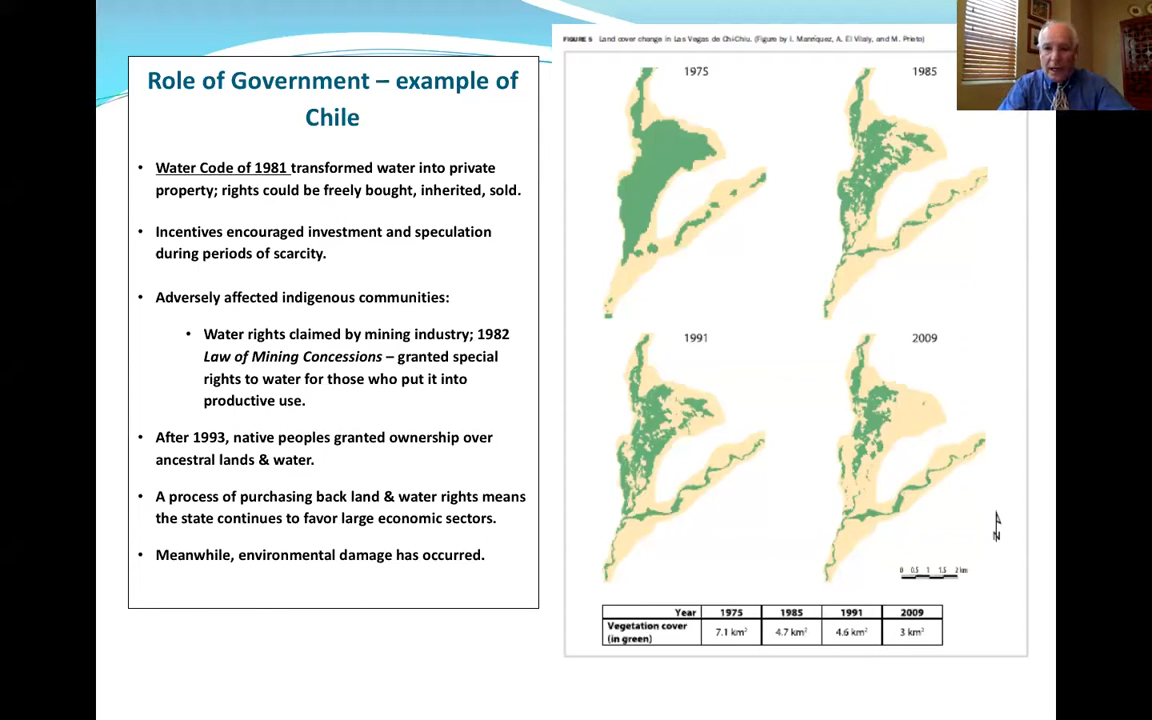 Role of Government – example of
Chile
• Water Code of 1981 transformed water into private
property; rights could be freely bought, inherited, sold.
• Incentives encouraged investment and speculation
during periods of scarcity.
• Adversely affected indigenous communities:
• Water rights claimed by mining industry; 1982
Law of Mining Concessions – granted special
rights to water for those who put it into
productive use.
• After 1993, native peoples granted ownership over
ancestral lands & water.
• A process of purchasing back land & water rights means
the state continues to favor large economic sectors.
• Meanwhile, environmental damage has occurred.
FIGURE 5 Land cover change in Las Vegas de Chi-Chiu. (Figure by I. Manríquez, A. El Vilaly, and M. Prieto)
1975 1985
1991 2009
N
0 0.5 1 1.5 2 km
Year 1975 1985 1991 2009
Vegetation cover
(in green) 7.1 km² 4.7 km² 4.6 km² 3 km²